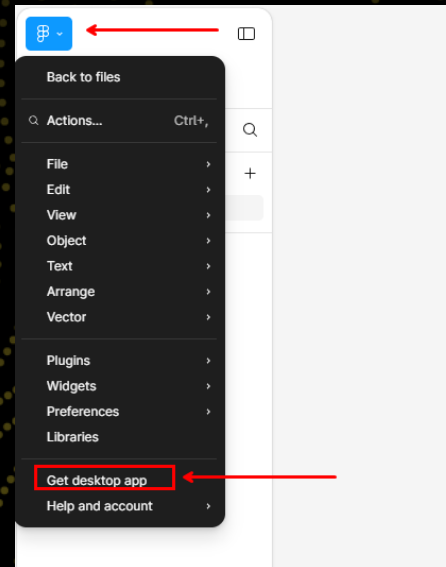 Back to files
Actions... Ctrl+,
File
Edit
View
Object
Text
Arrange
Vector
Plugins
Widgets
Preferences
Libraries
Get desktop app
Help and account